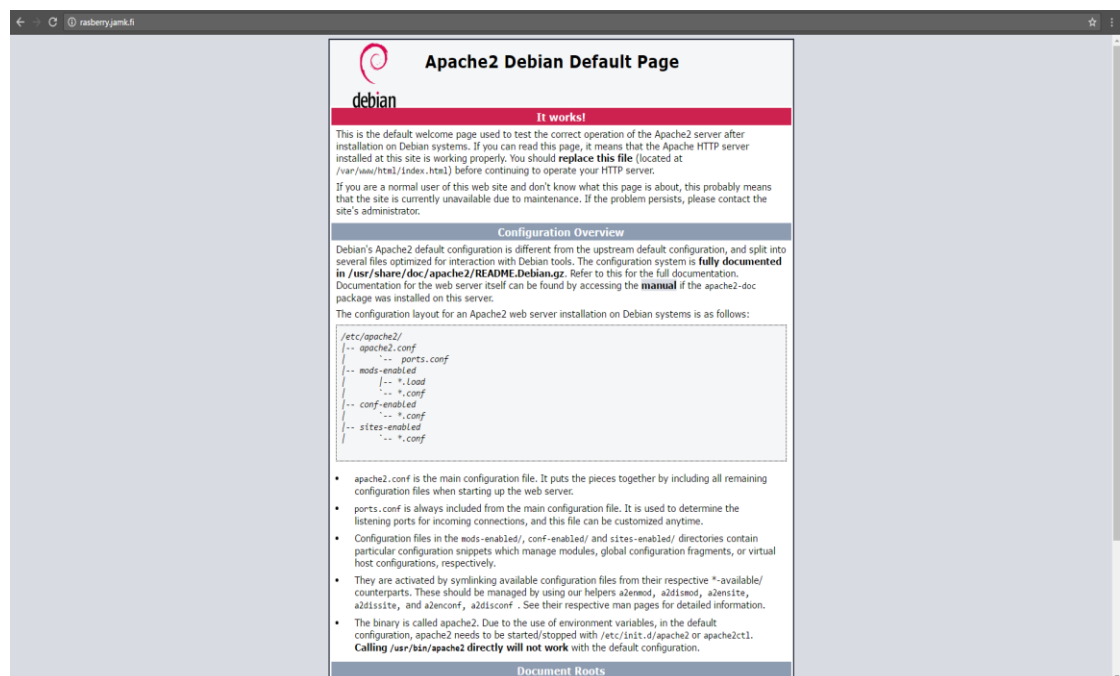 rasberry.jamk.fi
Apache2 Debian Default Page
debian
It works!
This is the default welcome page used to test the correct operation of the Apache2 server after
installation on Debian systems. If you can read this page, it means that the Apache HTTP server
installed at this site is working properly. You should replace this file (located at
/var/www/html/index.html) before continuing to operate your HTTP server.
If you are a normal user of this web site and don't know what this page is about, this probably means
that the site is currently unavailable due to maintenance. If the problem persists, please contact the
site's administrator.
Configuration Overview
Debian's Apache2 default configuration is different from the upstream default configuration, and split into
several files optimized for interaction with Debian tools. The configuration system is fully documented
in /usr/share/doc/apache2/README.Debian.gz. Refer to this for the full documentation.
Documentation for the web server itself can be found by accessing the manual if the apache2-doc
package was installed on this server.
The configuration layout for an Apache2 web server installation on Debian systems is as follows:
/etc/apache2/
|-- apache2.conf
|       `--  ports.conf
|-- mods-enabled
|       |-- *.load
|       `-- *.conf
|-- conf-enabled
|       `-- *.conf
|-- sites-enabled
|       `-- *.conf
• apache2.conf is the main configuration file. It puts the pieces together by including all remaining
configuration files when starting up the web server.
• ports.conf is always included from the main configuration file. It is used to determine the
listening ports for incoming connections, and this file can be customized anytime.
• Configuration files in the mods-enabled/, conf-enabled/ and sites-enabled/ directories contain
particular configuration snippets which manage modules, global configuration fragments, or virtual
host configurations, respectively.
• They are activated by symlinking available configuration files from their respective *-available/
counterparts. These should be managed by using our helpers a2enmod, a2dismod, a2ensite,
a2dissite, and a2enconf, a2disconf . See their respective man pages for detailed information.
• The binary is called apache2. Due to the use of environment variables, in the default
configuration, apache2 needs to be started/stopped with /etc/init.d/apache2 or apache2ctl.
Calling /usr/bin/apache2 directly will not work with the default configuration.
Document Roots